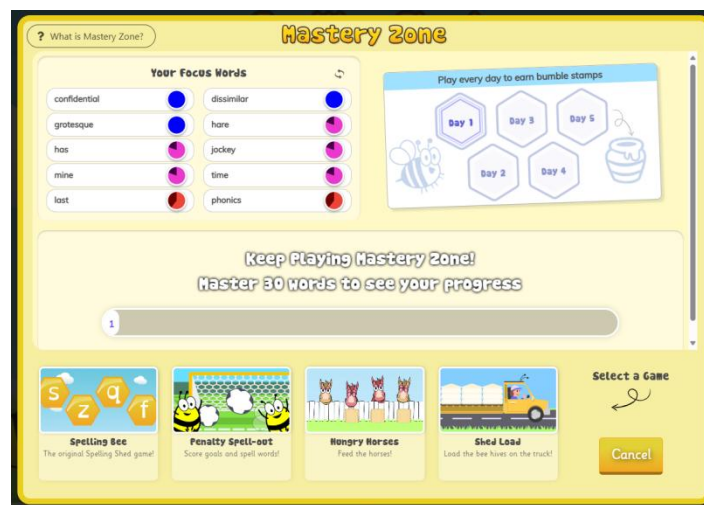 ? What is Mastery Zone?
Mastery Zone
Your Focus Words
confidential
dissimilar
grotesque
hare
has
jockey
mine
time
last
phonics
Play every day to earn bumble stamps
Day 1
Day 3
Day 5
Day 2
Day 4
Keep Playing Mastery Zone!
Master 30 words to see your progress
1
s
z
q
f
Spelling Bee
The original Spelling Shed game!
Penalty Spell-out
Score goals and spell words!
Hungry Horses
Feed the horses!
Shed Load
Load the bee hives on the truck!
Select a Game
Cancel